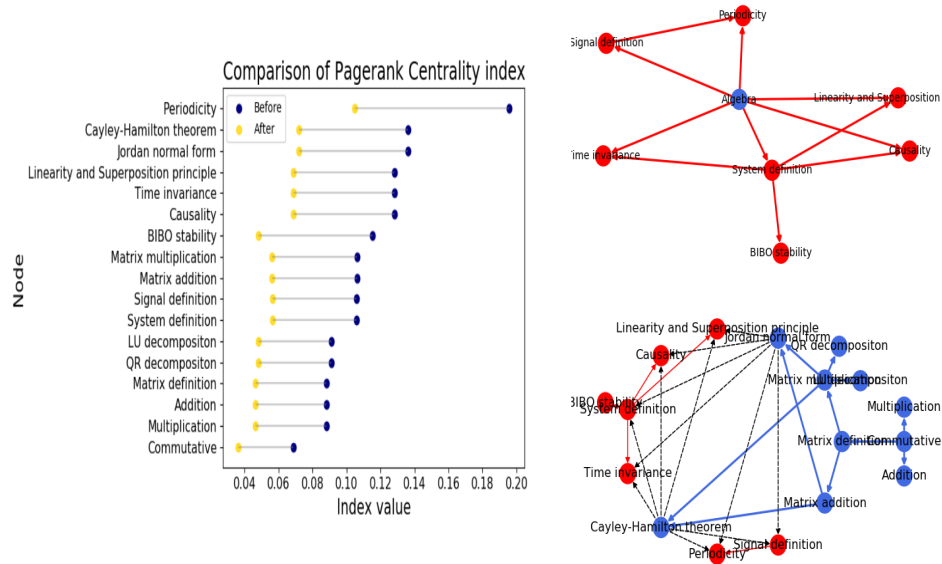 Comparison of Pagerank Centrality index
Before
After
Node
Periodicity
Cayley-Hamilton theorem
Jordan normal form
Linearity and Superposition principle
Time invariance
Causality
BIBO stability
Matrix multiplication
Matrix addition
Signal definition
System definition
LU decompositon
QR decompositon
Matrix definition
Addition
Multiplication
Commutative
0.04 0.06 0.08 0.10 0.12 0.14 0.16 0.18 0.20
Index value
Periodicity
Signal definition
Algebra
Linearity and Superposition
Time invariance
Causality
System definition
BIBO stability
Linearity and Superposition principle
Jordan normal form
QR decompositon
Causality
Matrix multiplication
LU decompositon
BIBO stability
System definition
Multiplication
Matrix definition
Commutative
Time invariance
Addition
Matrix addition
Cayley-Hamilton theorem
Signal definition
Periodicity